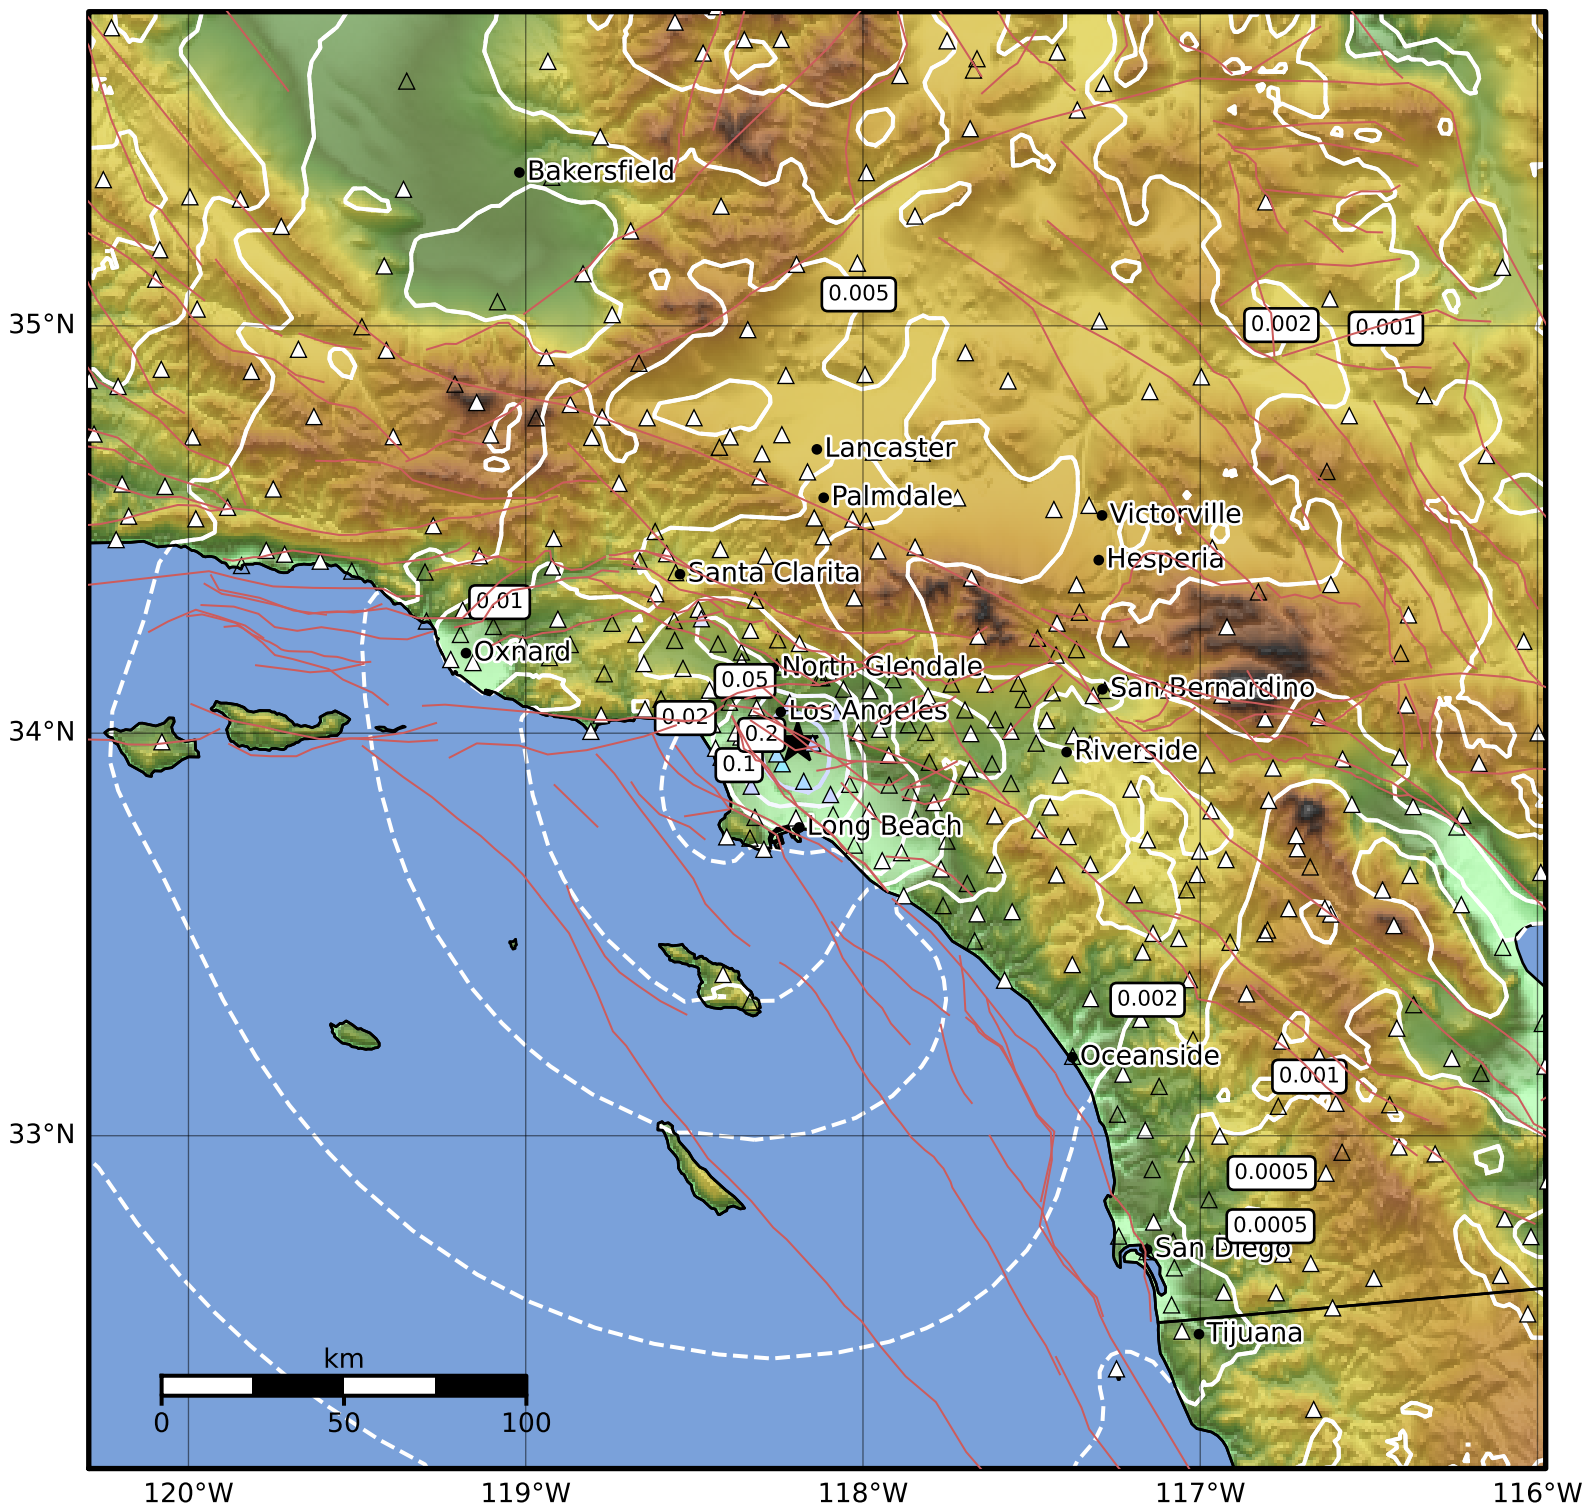 Bakersfield
0.005
35°N
0.002
0.001
Lancaster
Palmdale
Victorville
Hesperia
Santa Clarita
0.01
Oxnard
North Glendale
0.05
San Bernardino
0.02
Los Angeles
34°N
0.2
Riverside
0.1
Long Beach
0.002
Oceanside
0.001
33°N
0.0005
0.0005
San Diego
Tijuana
km
0 50 100
120°W 119°W 118°W 117°W 116°W